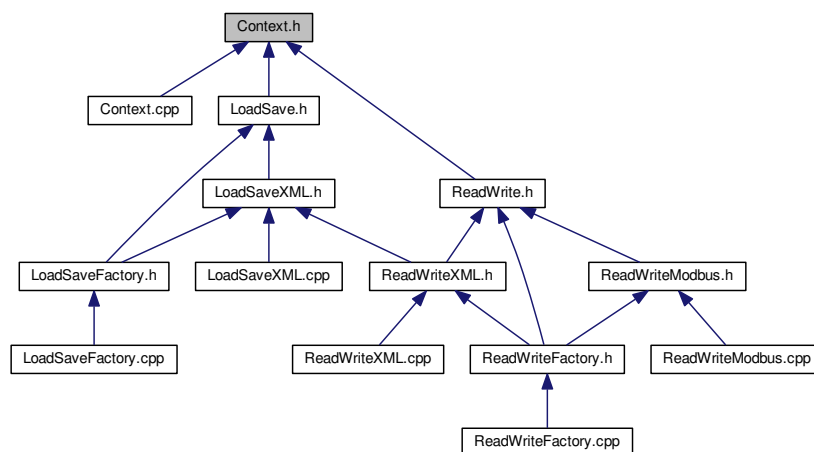 Context.h
Context.cpp
LoadSave.h
LoadSaveXML.h
ReadWrite.h
LoadSaveFactory.h
LoadSaveXML.cpp
ReadWriteXML.h
ReadWriteModbus.h
LoadSaveFactory.cpp
ReadWriteXML.cpp
ReadWriteFactory.h
ReadWriteModbus.cpp
ReadWriteFactory.cpp